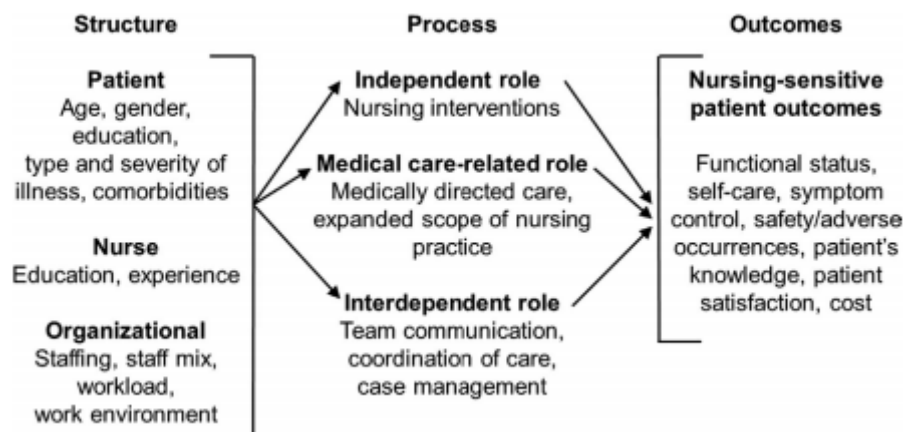 Structure
Patient
Age, gender,
education,
type and severity of
illness, comorbidities
Nurse
Education, experience
Organizational
Staffing, staff mix,
workload,
work environment
Process
Independent role
Nursing interventions
Medical care-related role
Medically directed care,
expanded scope of nursing
practice
Interdependent role
Team communication,
coordination of care,
case management
Outcomes
Nursing-sensitive
patient outcomes
Functional status,
self-care, symptom
control, safety/adverse
occurrences, patient's
knowledge, patient
satisfaction, cost